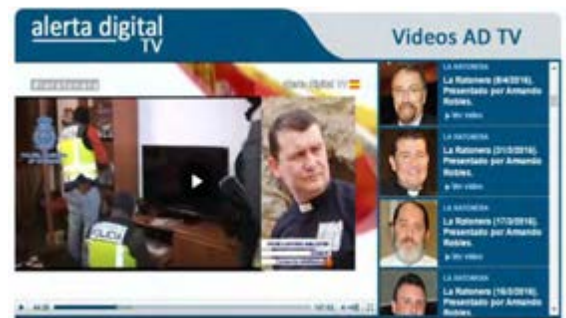 alerta digital
TV
Videos AD TV
#laratonera
alerta digital TV
POLICIA
LA RATONERA
La Ratonera (8/4/2016).
Presentado por Armando
Robles.
Ver video
LA RATONERA
La Ratonera (31/3/2016).
Presentado por Armando
Robles.
Ver video
LA RATONERA
La Ratonera (17/3/2016).
Presentado por Armando
Robles.
Ver video
LA RATONERA
La Ratonera (16/3/2016).
Presentado por Armando
Robles.